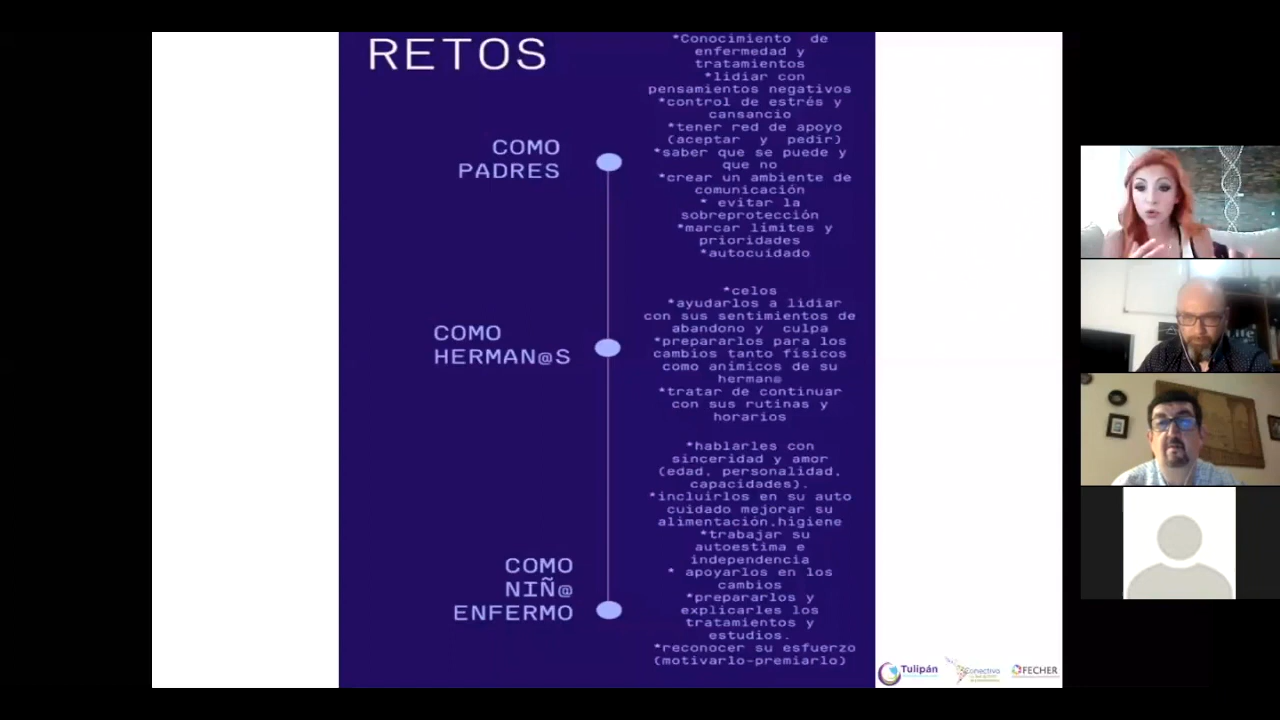 RETOS
COMO
PADRES
*Conocimiento de
enfermedad y
tratamientos
*lidiar con
pensamientos negativos
*control de estrés y
cansancio
*tener red de apoyo
(aceptar y pedir)
*saber que se puede y
que no
*crear un ambiente de
comunicación
* evitar la
sobreprotección
*marcar limites y
prioridades
*autocuidado
COMO
HERMAN@S
*celos
*ayudarlos a lidiar
con sus sentimientos de
abandono y culpa
*prepararlos para los
cambios tanto físicos
como animicos de su
herman@
*tratar de continuar
con sus rutinas y
horarios
COMO
NIÑ@
ENFERMO
*hablarles con
sinceridad y amor
(edad, personalidad,
capacidades).
*incluirlos en su auto
cuidado mejorar su
alimentación,higiene
*trabajar su
autoestima e
independencia
* apoyarlos en los
cambios
*prepararlos y
explicarles los
tratamientos y
estudios.
*reconocer su esfuerzo
(motivarlo-premiarlo)
Tulipán
Conectivo
FECHER